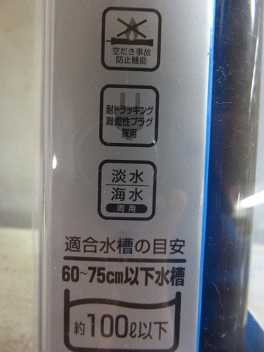 空だき事故
防止機能
耐トラッキング
難燃性プラグ
採用
淡水
海水
両用
適合水槽の目安
60~75cm以下水槽
約100ℓ以下